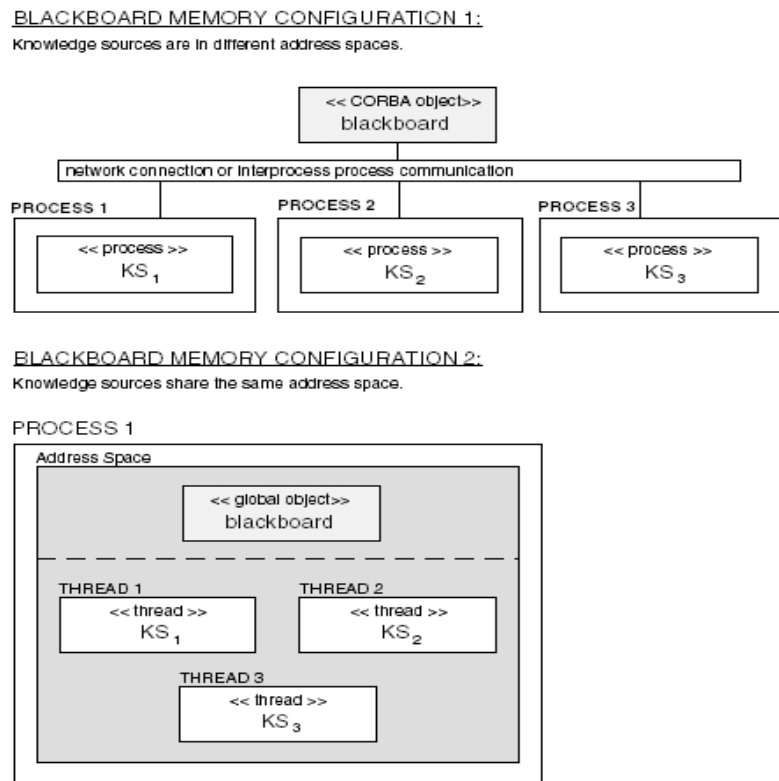 BLACKBOARD MEMORY CONFIGURATION 1:
Knowledge sources are in different address spaces.
<< CORBA object>>
blackboard
network connection or interprocess process communication
PROCESS 1
PROCESS 2
PROCESS 3
<< process >>
KS1
<< process >>
KS2
<< process >>
KS3
BLACKBOARD MEMORY CONFIGURATION 2:
Knowledge sources share the same address space.
PROCESS 1
Address Space
<< global object>>
blackboard
THREAD 1
<< thread >>
KS1
THREAD 2
<< thread >>
KS2
THREAD 3
<< thread >>
KS3